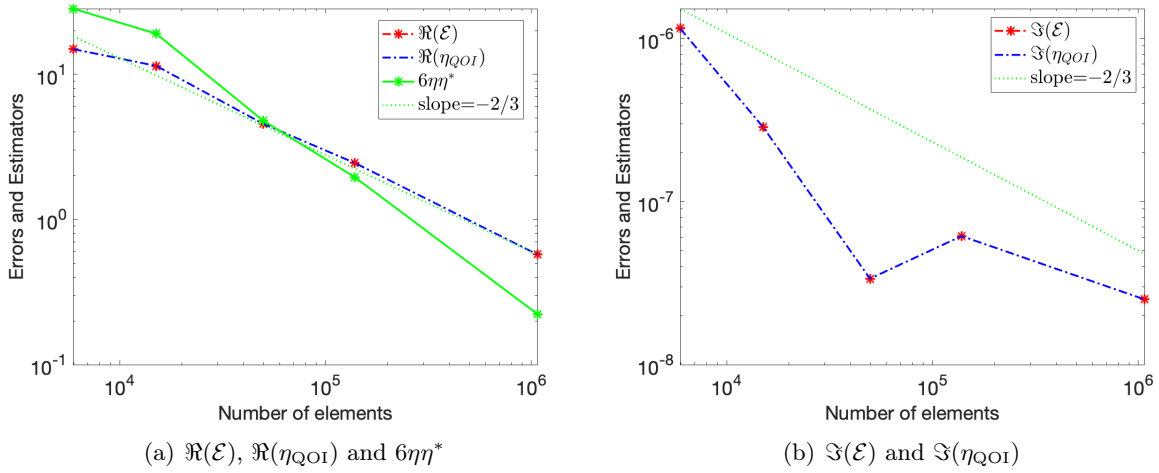 10^1
10^0
10^-1
Errors and Estimators
ℜ(ℰ)
ℜ(η_QOI)
6ηη*
slope=−2/3
10^4
10^5
10^6
Number of elements
(a) ℜ(ℰ), ℜ(η_QOI) and 6ηη*
10^-6
10^-7
10^-8
Errors and Estimators
ℑ(ℰ)
ℑ(η_QOI)
slope=−2/3
10^4
10^5
10^6
Number of elements
(b) ℑ(ℰ) and ℑ(η_QOI)